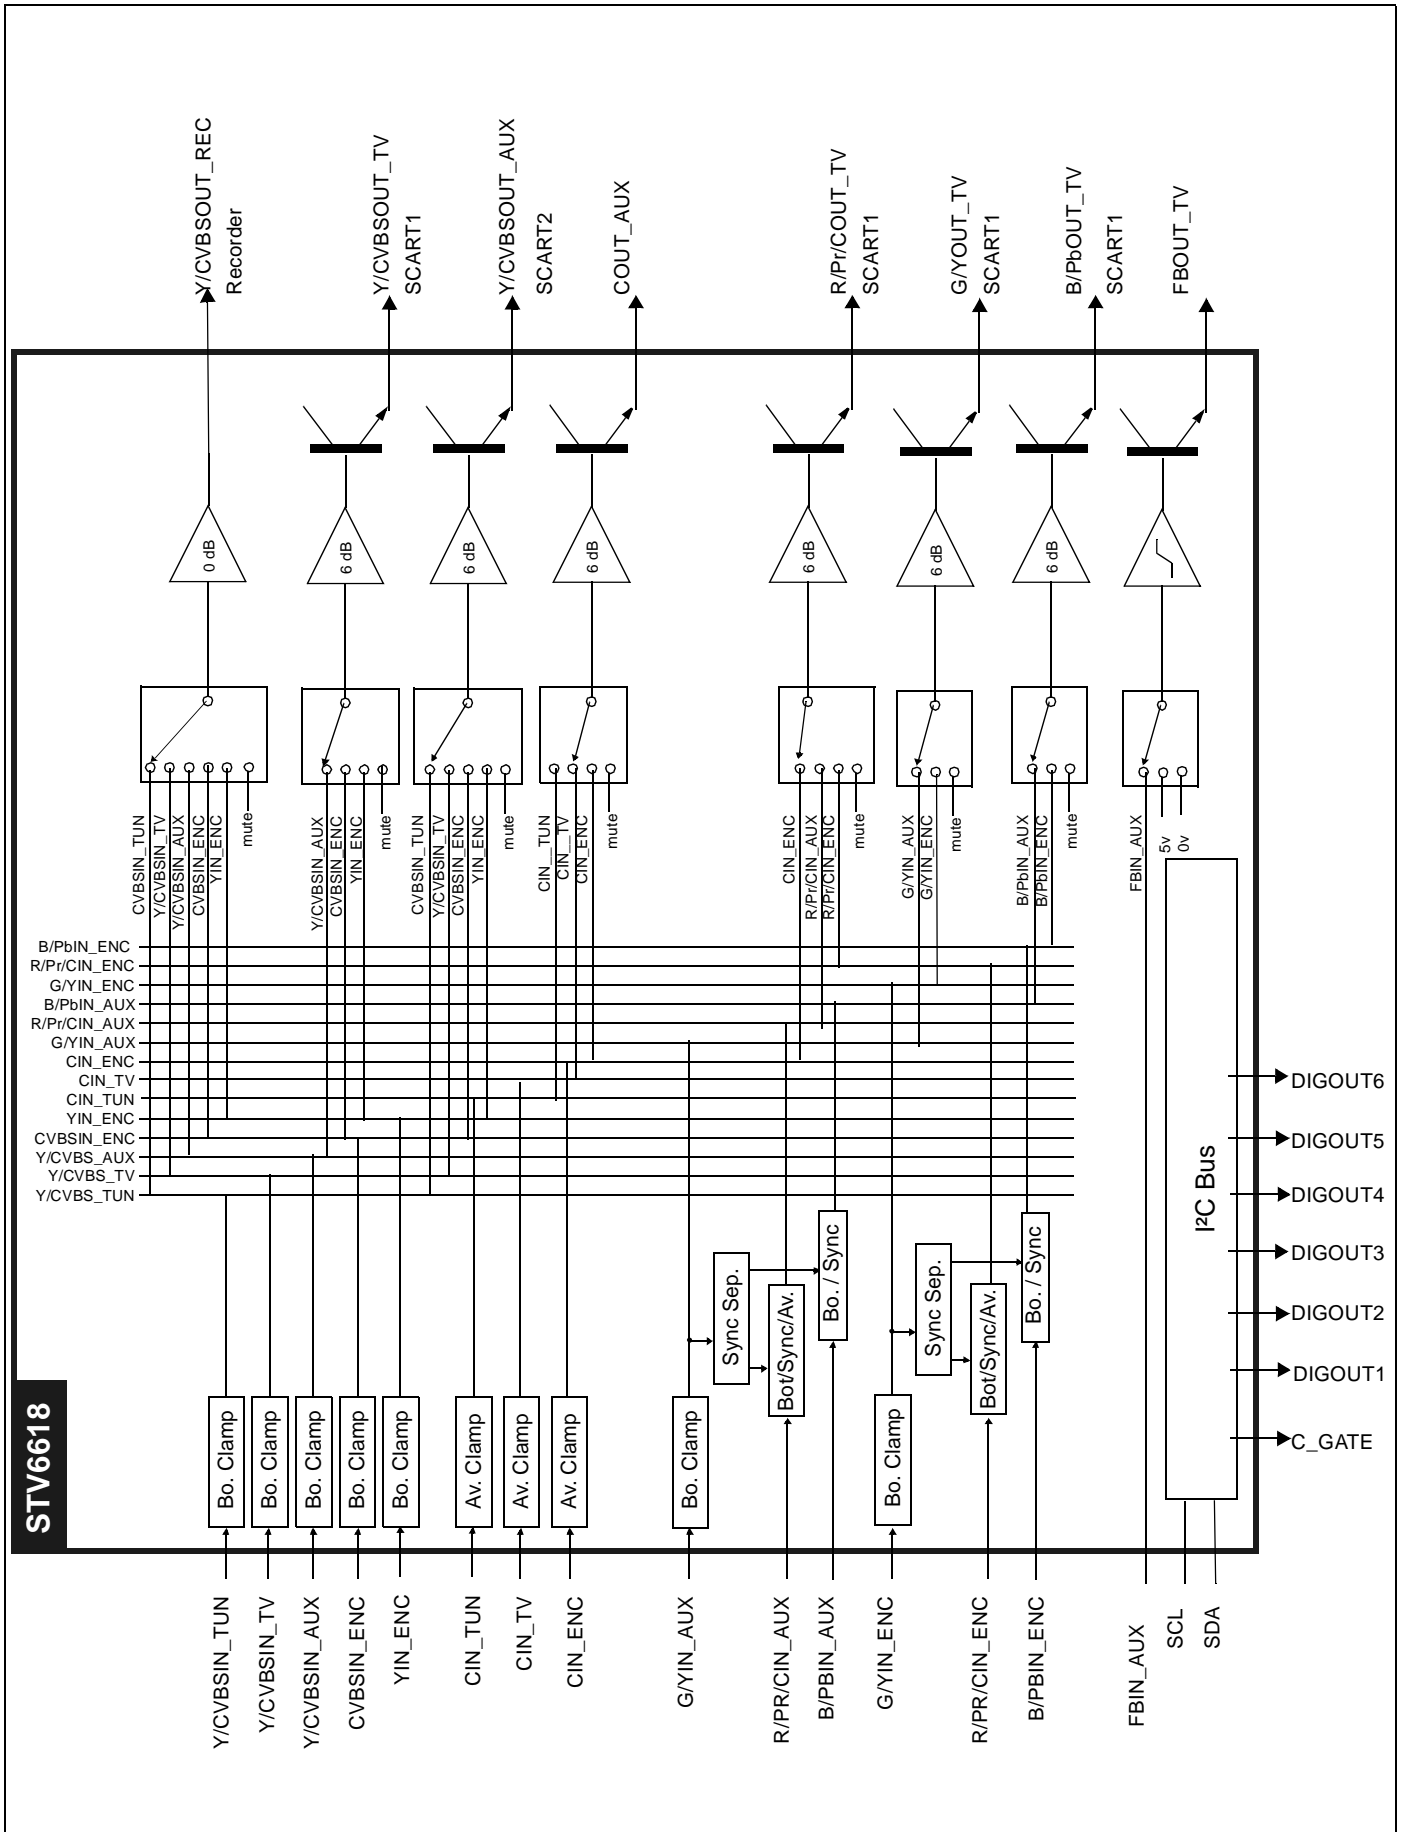 Y/CVBSOUT_REC
Recorder
Y/CVBSOUT_TV
SCART1
Y/CVBSOUT_AUX
SCART2
COUT_AUX
R/Pr/COUT_TV
SCART1
G/YOUT_TV
SCART1
B/PbOUT_TV
SCART1
FBOUT_TV
0 dB
6 dB
6 dB
6 dB
6 dB
6 dB
6 dB
CVBSIN_TUN
Y/CVBSIN_TV
Y/CVBSIN_AUX
CVBSIN_ENC
YIN_ENC
mute
Y/CVBSIN_AUX
CVBSIN_ENC
YIN_ENC
mute
CVBSIN_TUN
Y/CVBSIN_TV
CVBSIN_ENC
YIN_ENC
mute
CIN__TUN
CIN__TV
CIN_ENC
mute
CIN_ENC
R/Pr/CIN_AUX
R/Pr/CIN_ENC
mute
G/YIN_AUX
G/YIN_ENC
mute
B/PbIN_AUX
B/PbIN_ENC
mute
FBIN_AUX
5v
0v
B/PbIN_ENC
R/Pr/CIN_ENC
G/YIN_ENC
B/PbIN_AUX
R/Pr/CIN_AUX
G/YIN_AUX
CIN_ENC
CIN_TV
CIN_TUN
YIN_ENC
CVBSIN_ENC
Y/CVBS_AUX
Y/CVBS_TV
Y/CVBS_TUN
I²C Bus
DIGOUT6
DIGOUT5
DIGOUT4
DIGOUT3
DIGOUT2
DIGOUT1
C_GATE
STV6618
Bo. Clamp
Bo. Clamp
Bo. Clamp
Bo. Clamp
Bo. Clamp
Av. Clamp
Av. Clamp
Av. Clamp
Bo. Clamp
Sync Sep.
Bot/Sync/Av.
Bo. / Sync
Bo. Clamp
Sync Sep.
Bot/Sync/Av.
Bo. / Sync
Y/CVBSIN_TUN
Y/CVBSIN_TV
Y/CVBSIN_AUX
CVBSIN_ENC
YIN_ENC
CIN_TUN
CIN_TV
CIN_ENC
G/YIN_AUX
R/PR/CIN_AUX
B/PBIN_AUX
G/YIN_ENC
R/PR/CIN_ENC
B/PBIN_ENC
FBIN_AUX
SCL
SDA